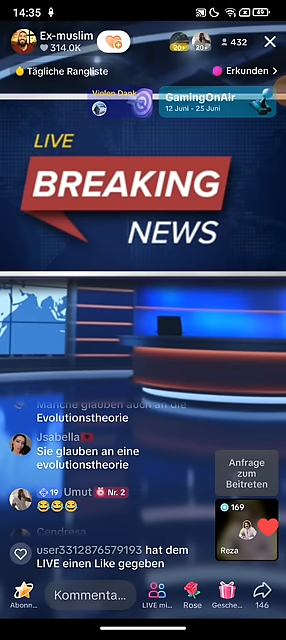 14:35
49
Ex-muslim
314.0K
20+
20+
432
Tägliche Rangliste
Erkunden
Vielen Dank
GamingOnAir
12 Juni - 25 Juni
LIVE
BREAKING
NEWS
Manche glauben auch an die
Evolutionstheorie
Jsabella
Sie glauben an eine
evolutionstheorie
19 Umut Nr. 2
😂😂😂
Cendresa
Anfrage
zum
Beitreten
169
Reza
user3312876579193 hat dem
LIVE einen Like gegeben
Abonn...
Kommenta...
LIVE mi...
Rose
Gesche...
146